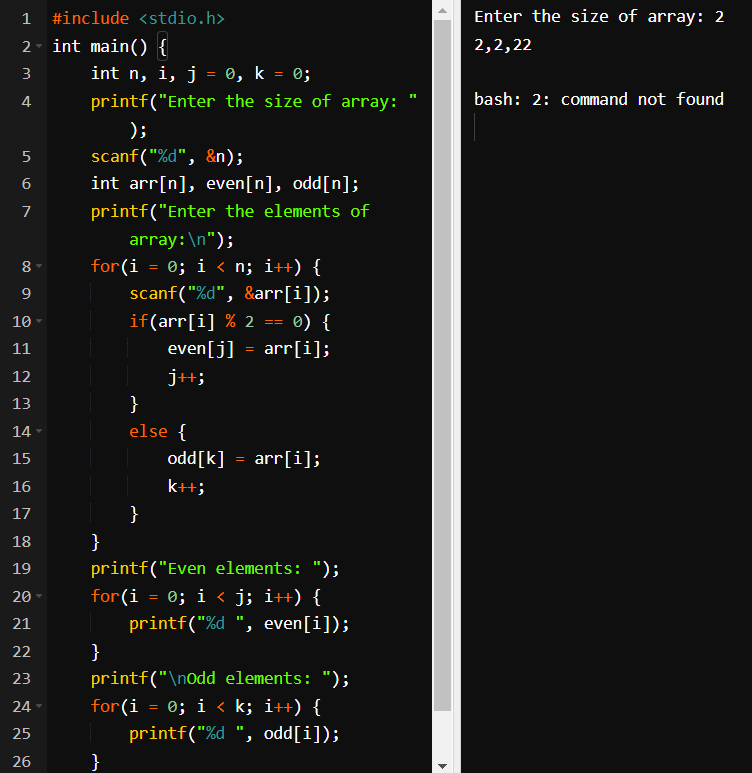 1 #include <stdio.h>
2 int main() {
3 int n, i, j = 0, k = 0;
4 printf("Enter the size of array: "
);
5 scanf("%d", &n);
6 int arr[n], even[n], odd[n];
7 printf("Enter the elements of
array:\n");
8 for(i = 0; i < n; i++) {
9 scanf("%d", &arr[i]);
10 if(arr[i] % 2 == 0) {
11 even[j] = arr[i];
12 j++;
13 }
14 else {
15 odd[k] = arr[i];
16 k++;
17 }
18 }
19 printf("Even elements: ");
20 for(i = 0; i < j; i++) {
21 printf("%d ", even[i]);
22 }
23 printf("\nOdd elements: ");
24 for(i = 0; i < k; i++) {
25 printf("%d ", odd[i]);
26 }
Enter the size of array: 2
2,2,22
bash: 2: command not found